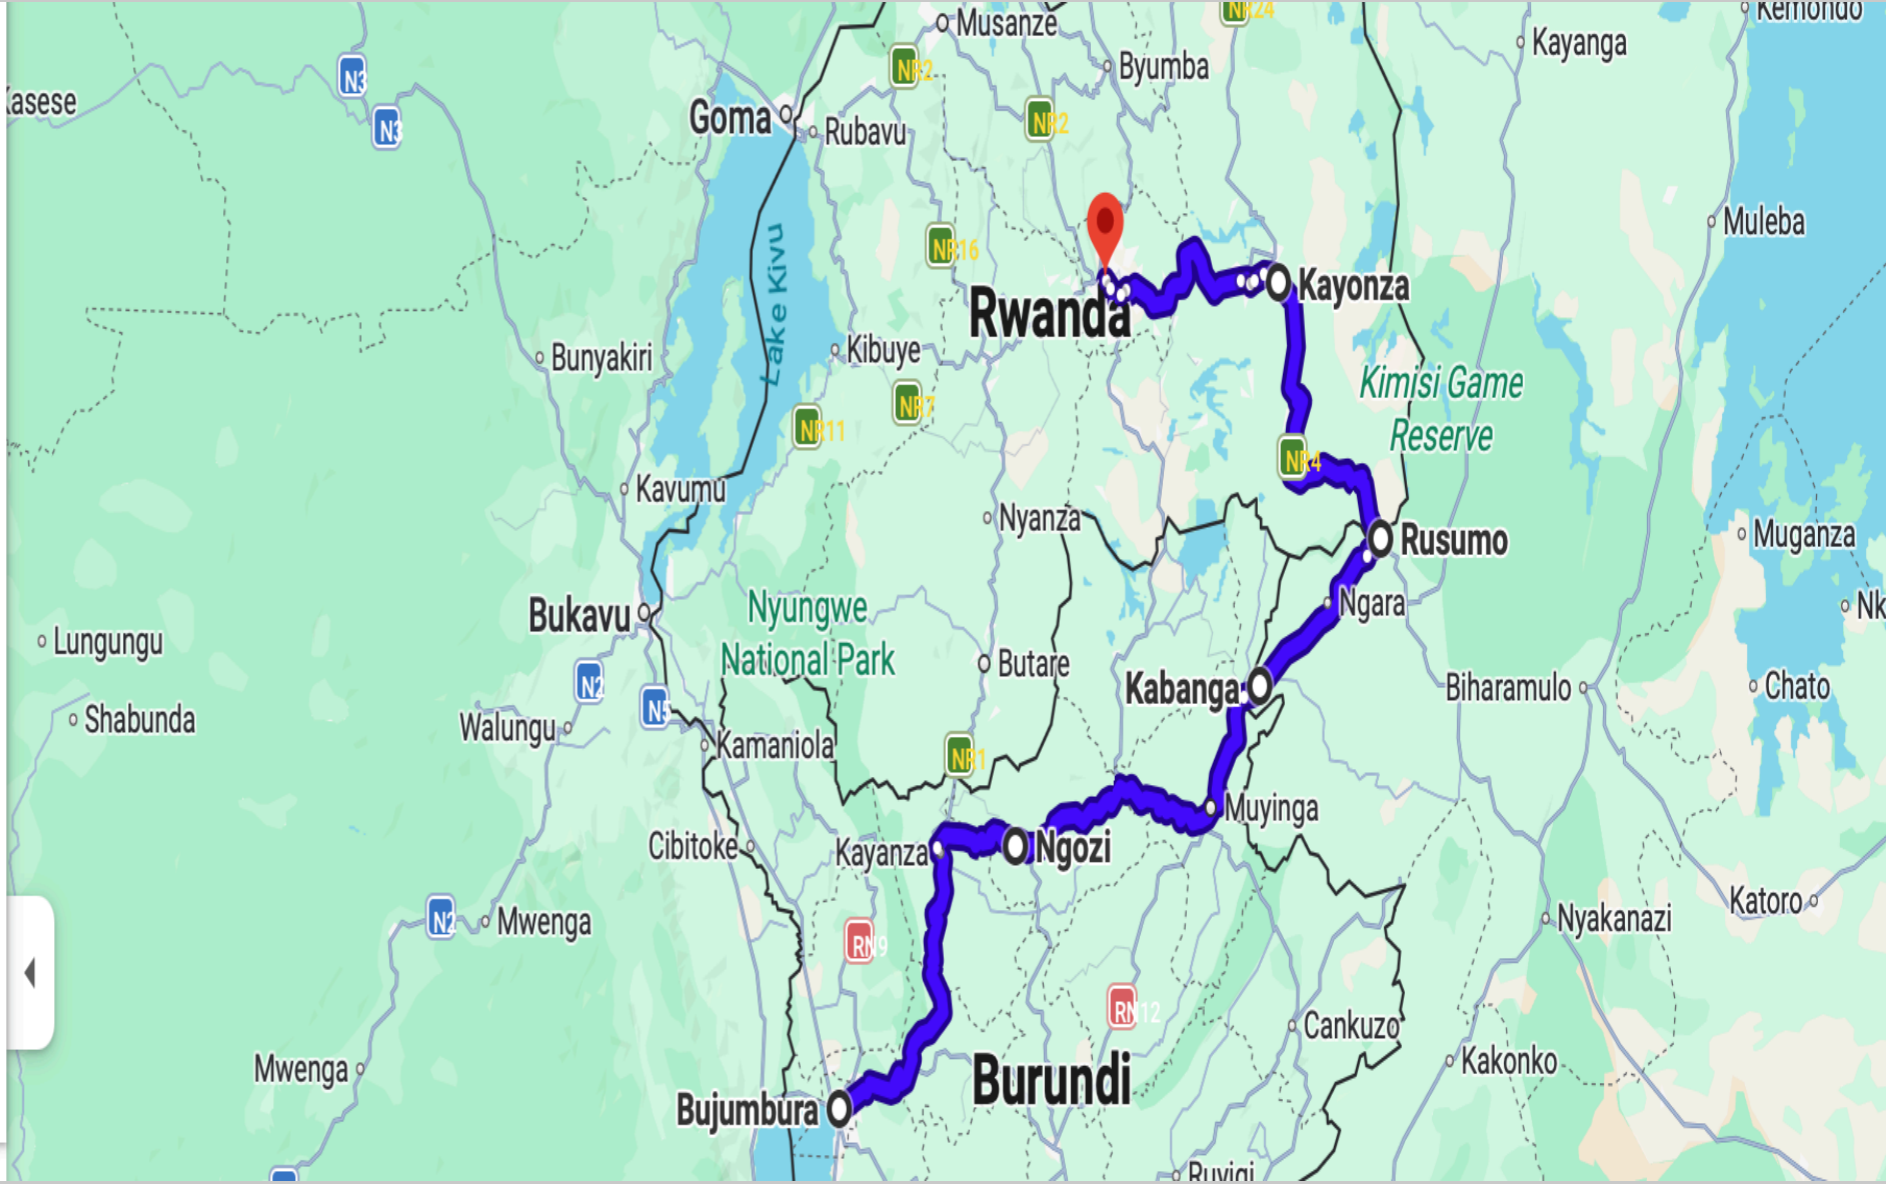 NR24
Kemondo
Musanze
Kayanga
Byumba
NR2
N3
Kasese
Goma
NR2
N3
Rubavu
Muleba
NR16
Lake Kivu
Rwanda
Kayonza
Kibuye
Bunyakiri
Kimisi Game
Reserve
NR7
NR11
NR4
Kavumu
Nyanza
Rusumo
Muganza
Ngara
Nk
Nyungwe
National Park
Bukavu
Lungungu
Butare
N2
Kabanga
Biharamulo
Chato
N5
Shabunda
Walungu
Kamaniola
NR1
Muyinga
Cibitoke
Kayanza
Ngozi
Katoro
N2
Mwenga
Nyakanazi
RN9
RN12
Cankuzo
Mwenga
Burundi
Kakonko
Bujumbura
Ruyigi